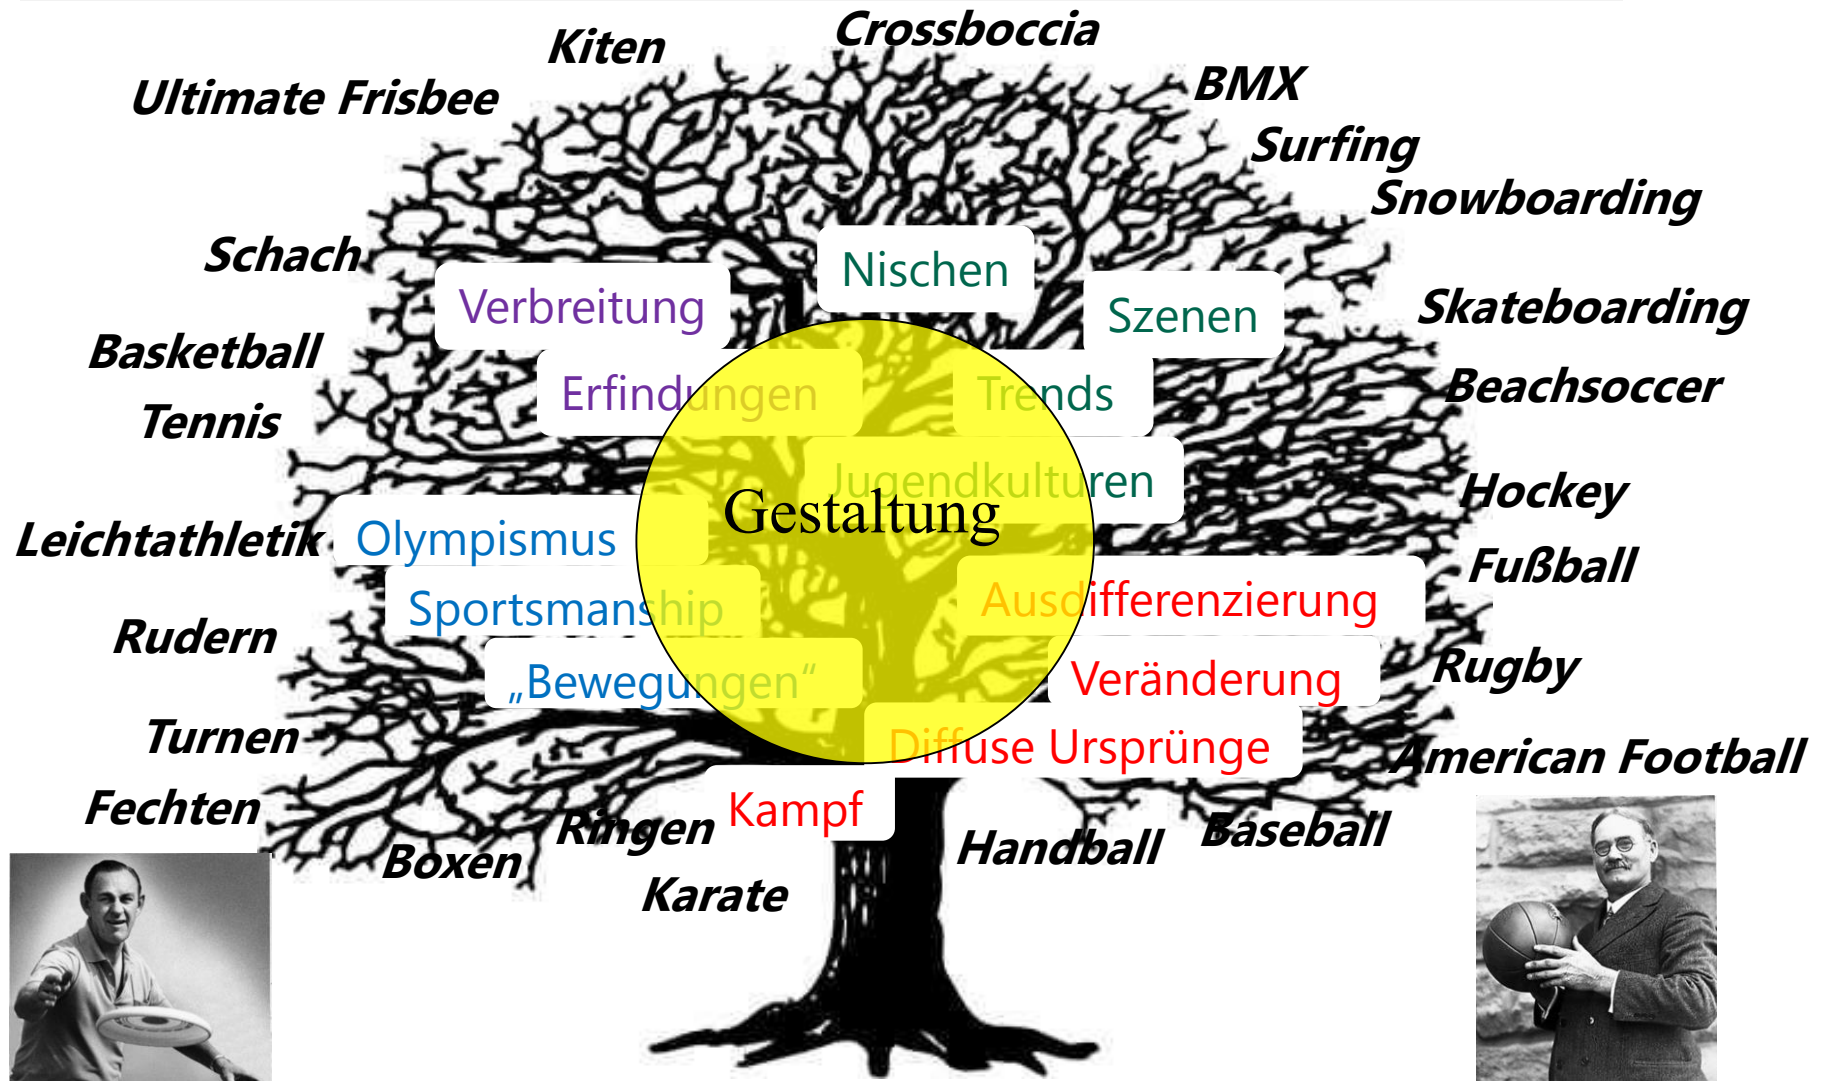 Crossboccia
Kiten
BMX
Ultimate Frisbee
Surfing
Snowboarding
Schach
Nischen
Verbreitung
Szenen
Skateboarding
Basketball
Erfindungen
Trends
Beachsoccer
Tennis
Jugendkulturen
Hockey
Gestaltung
Leichtathletik
Olympismus
Fußball
Sportsmanship
Ausdifferenzierung
Rudern
Rugby
„Bewegungen“
Veränderung
Turnen
Diffuse Ursprünge
American Football
Fechten
Kampf
Ringen
Baseball
Handball
Boxen
Karate